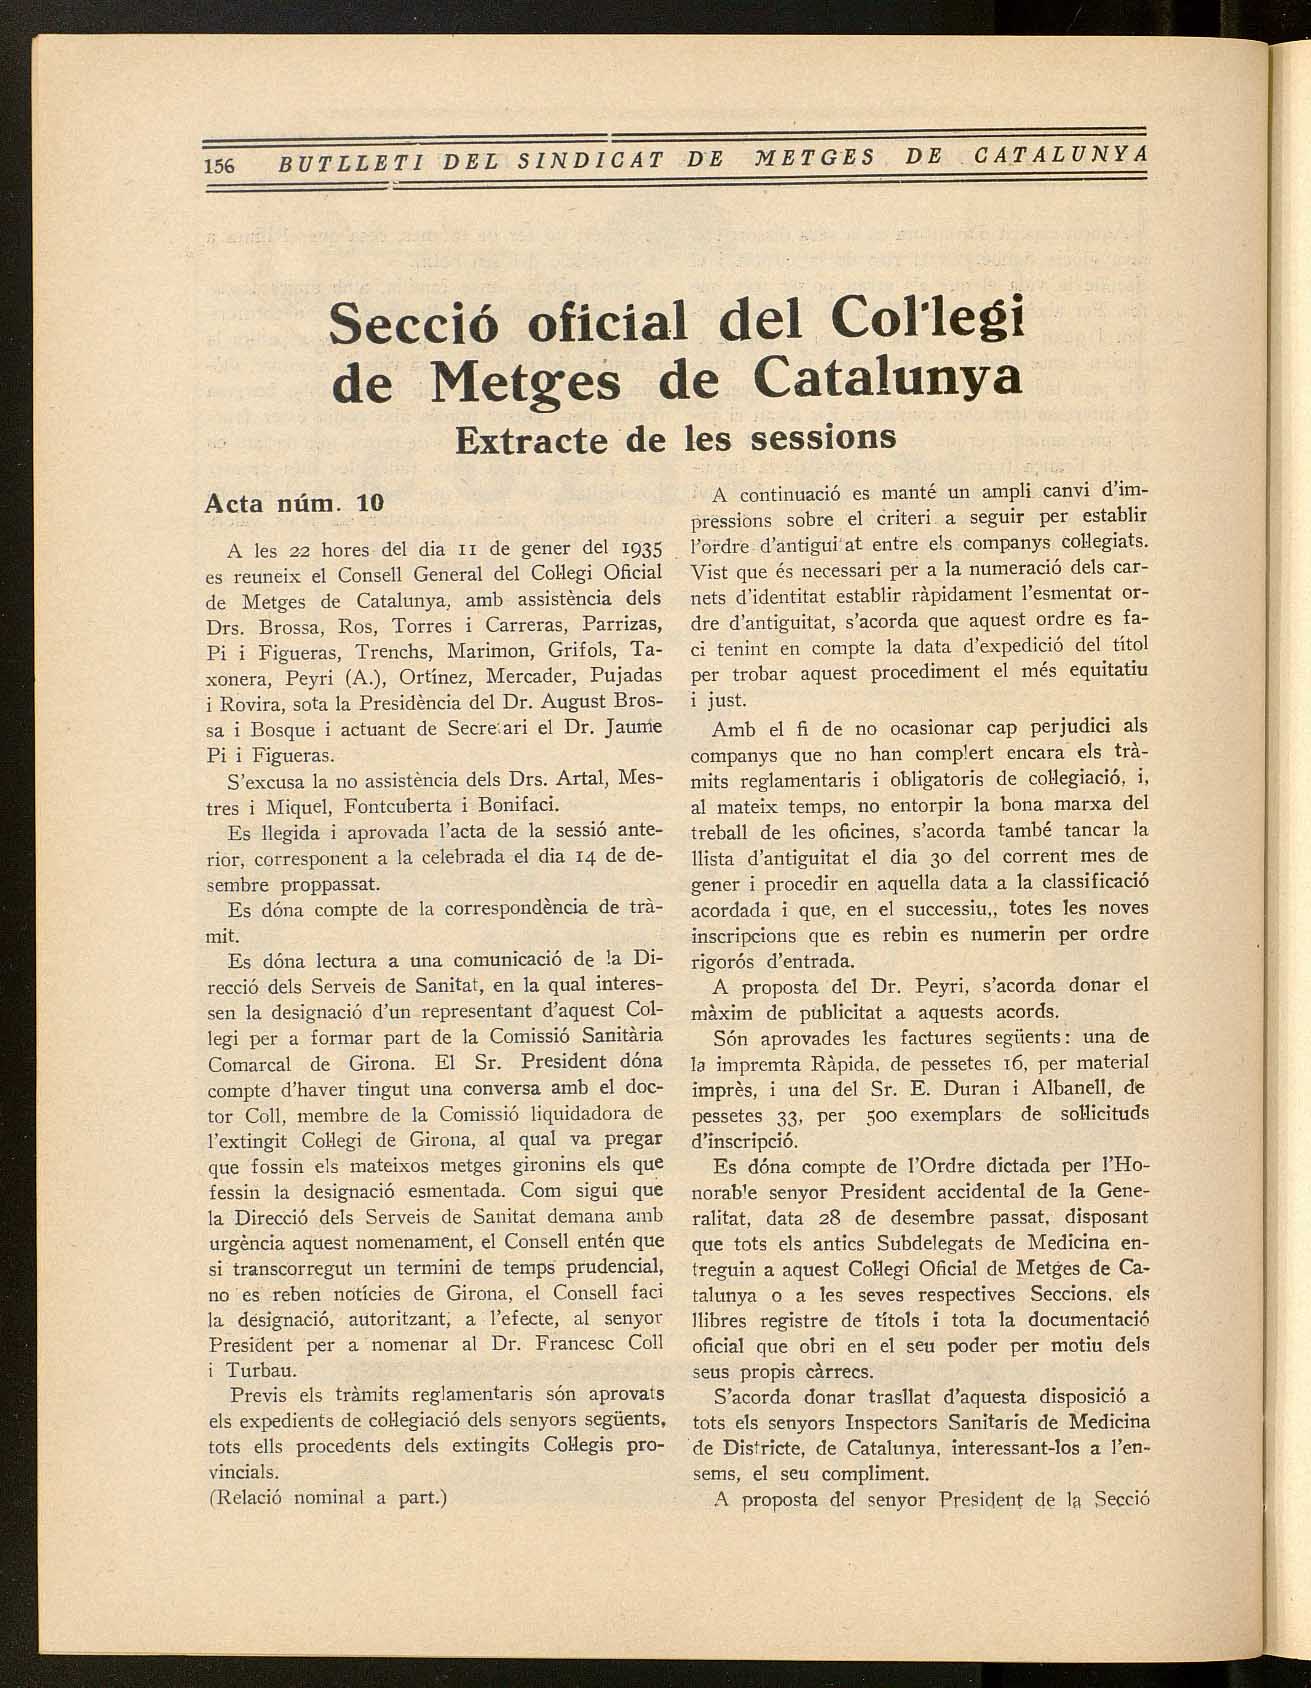 156 BUTLLETI DEL SINDICAT DE METGES DE CATALUNYA
Secció oficial del Col·legi
de Metges de Catalunya
Extracte de les sessions
Acta núm. 10
A les 22 hores del dia 11 de gener del 1935
es reuneix el Consell General del Col·legi Oficial
de Metges de Catalunya, amb assistència dels
Drs. Brossa, Ros, Torres i Carreras, Parrizas,
Pi i Figueras, Trenchs, Marimon, Grifols, Ta-
xonera, Peyri (A.), Ortínez, Mercader, Pujadas
i Rovira, sota la Presidència del Dr. August Bros-
sa i Bosque i actuant de Secretari el Dr. Jaume
Pi i Figueras.
S'excusa la no assistència dels Drs. Artal, Mes-
tres i Miquel, Fontcuberta i Bonifaci.
Es llegida i aprovada l'acta de la sessió ante-
rior, corresponent a la celebrada el dia 14 de de-
sembre proppassat.
Es dóna compte de la correspondència de trà-
mit.
Es dóna lectura a una comunicació de la Di-
recció dels Serveis de Sanitat, en la qual interes-
sen la designació d'un representant d'aquest Col-
legi per a formar part de la Comissió Sanitària
Comarcal de Girona. El Sr. President dóna
compte d'haver tingut una conversa amb el doc-
tor Coll, membre de la Comissió liquidadora de
l'extingit Col·legi de Girona, al qual va pregar
que fossin els mateixos metges gironins els que
fessin la designació esmentada. Com sigui que
la Direcció dels Serveis de Sanitat demana amb
urgència aquest nomenament, el Consell entén que
si transcorregut un termini de temps prudencial,
no es reben notícies de Girona, el Consell faci
la designació, autoritzant, a l'efecte, al senyor
President per a nomenar al Dr. Francesc Coll
i Turbau.
Previs els tràmits reglamentaris són aprovats
els expedients de col·legiació dels senyors següents,
tots ells procedents dels extingits Col·legis pro-
vincials.
(Relació nominal a part.)
A continuació es manté un ampli canvi d'im-
pressions sobre el criteri a seguir per establir
l'ordre d'antigui at entre els companys col·legiats.
Vist que és necessari per a la numeració dels car-
nets d'identitat establir ràpidament l'esmentat or-
dre d'antiguitat, s'acorda que aquest ordre es fa-
ci tenint en compte la data d'expedició del títol
per trobar aquest procediment el més equitatiu
i just.
Amb el fi de no ocasionar cap perjudici als
companys que no han complert encara els trà-
mits reglamentaris i obligatoris de col·legiació, i,
al mateix temps, no entorpir la bona marxa del
treball de les oficines, s'acorda també tancar la
llista d'antiguitat el dia 30 del corrent mes de
gener i procedir en aquella data a la classificació
acordada i que, en el successiu,, totes les noves
inscripcions que es rebin es numerin per ordre
rigorós d'entrada.
A proposta del Dr. Peyri, s'acorda donar el
màxim de publicitat a aquests acords.
Són aprovades les factures següents: una de
la impremta Ràpida, de pessetes 16, per material
imprès, i una del Sr. E. Duran i Albanell, de
pessetes 33, per 500 exemplars de sol·licituds
d'inscripció.
Es dóna compte de l'Ordre dictada per l'Ho-
norable senyor President accidental de la Gene-
ralitat, data 28 de desembre passat, disposant
que tots els antics Subdelegats de Medicina en-
treguin a aquest Col·legi Oficial de Metges de Ca-
talunya o a les seves respectives Seccions, els
llibres registre de títols i tota la documentació
oficial que obri en el seu poder per motiu dels
seus propis càrrecs.
S'acorda donar trasllat d'aquesta disposició a
tots els senyors Inspectors Sanitaris de Medicina
de Districte, de Catalunya, interessant-los a l'en-
sems, el seu compliment.
A proposta del senyor President de la Secció